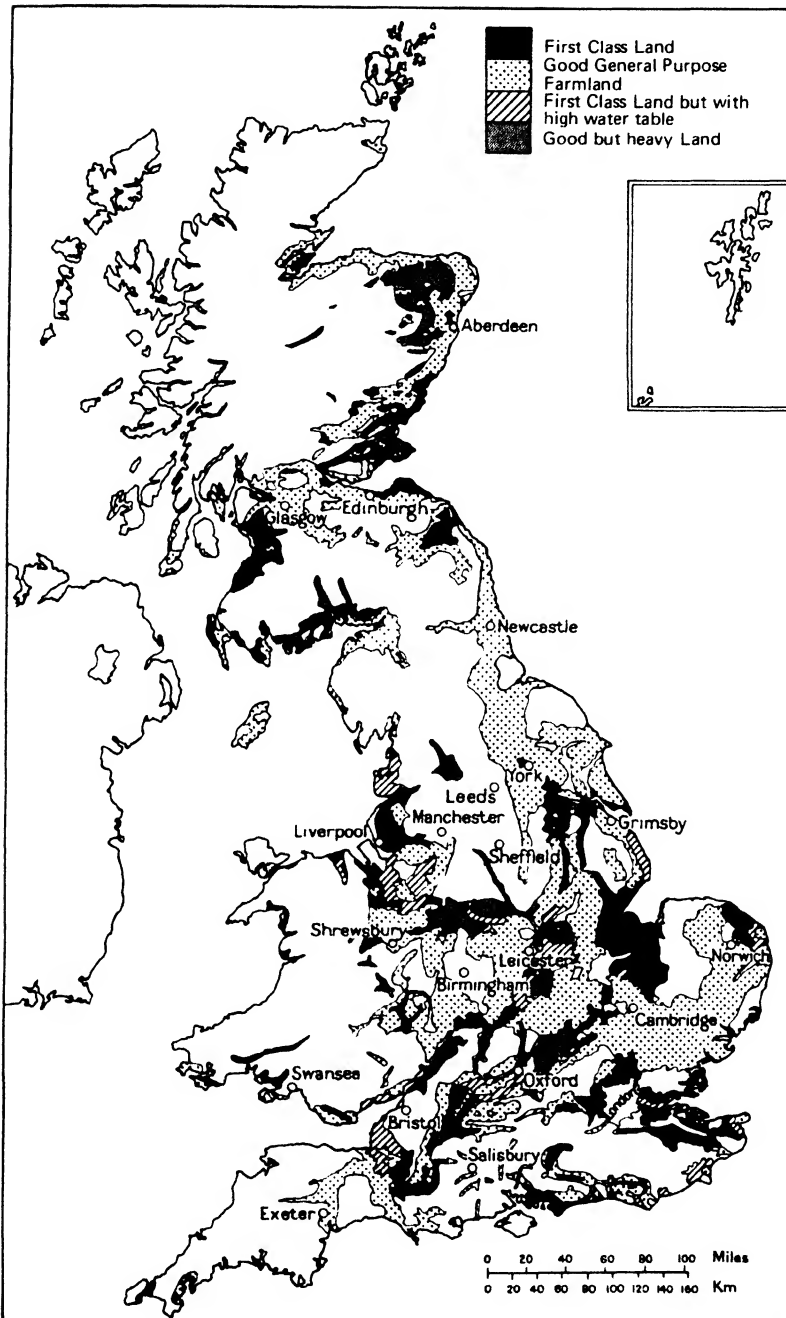 First Class Land
Good General Purpose
Farmland
First Class Land but with
high water table
Good but heavy Land
Aberdeen
Edinburgh
Glasgow
Newcastle
York
Leeds
Manchester
Grimsby
Liverpool
Sheffield
Shrewsbury
Leicester
Norwich
Birmingham
Cambridge
Swansea
Oxford
London
Bristol
Salisbury
Exeter
0 20 40 60 80 100 Miles
0 20 40 60 80 100 120 140 160
Km